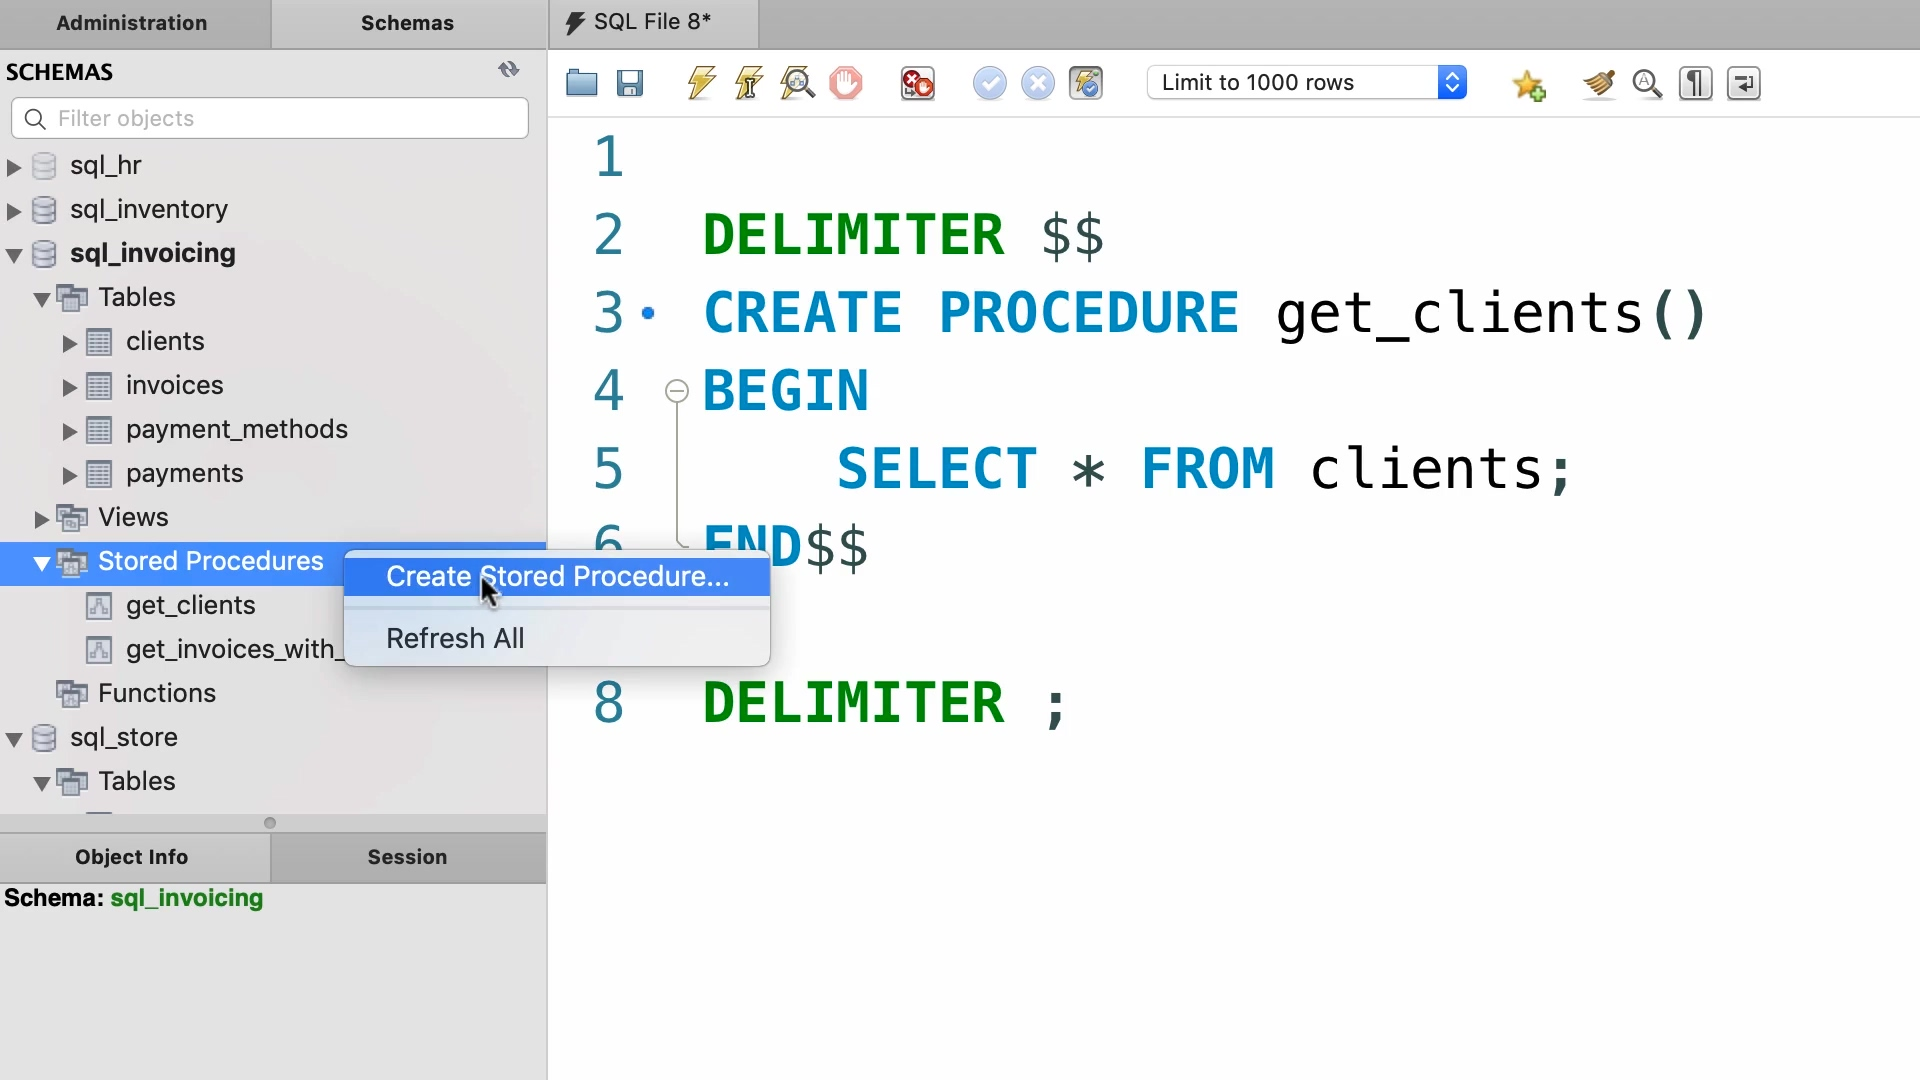 Administration
Schemas
SQL File 8*
SCHEMAS
Filter objects
Limit to 1000 rows
sql_hr
sql_inventory
sql_invoicing
Tables
clients
invoices
payment_methods
payments
Views
Stored Procedures
get_clients
get_invoices_with_
Functions
sql_store
Tables
Create Stored Procedure...
Refresh All
1
2 DELIMITER $$
3 CREATE PROCEDURE get_clients()
4 BEGIN
5 SELECT * FROM clients;
6 END$$
8 DELIMITER ;
Object Info
Session
Schema: sql_invoicing